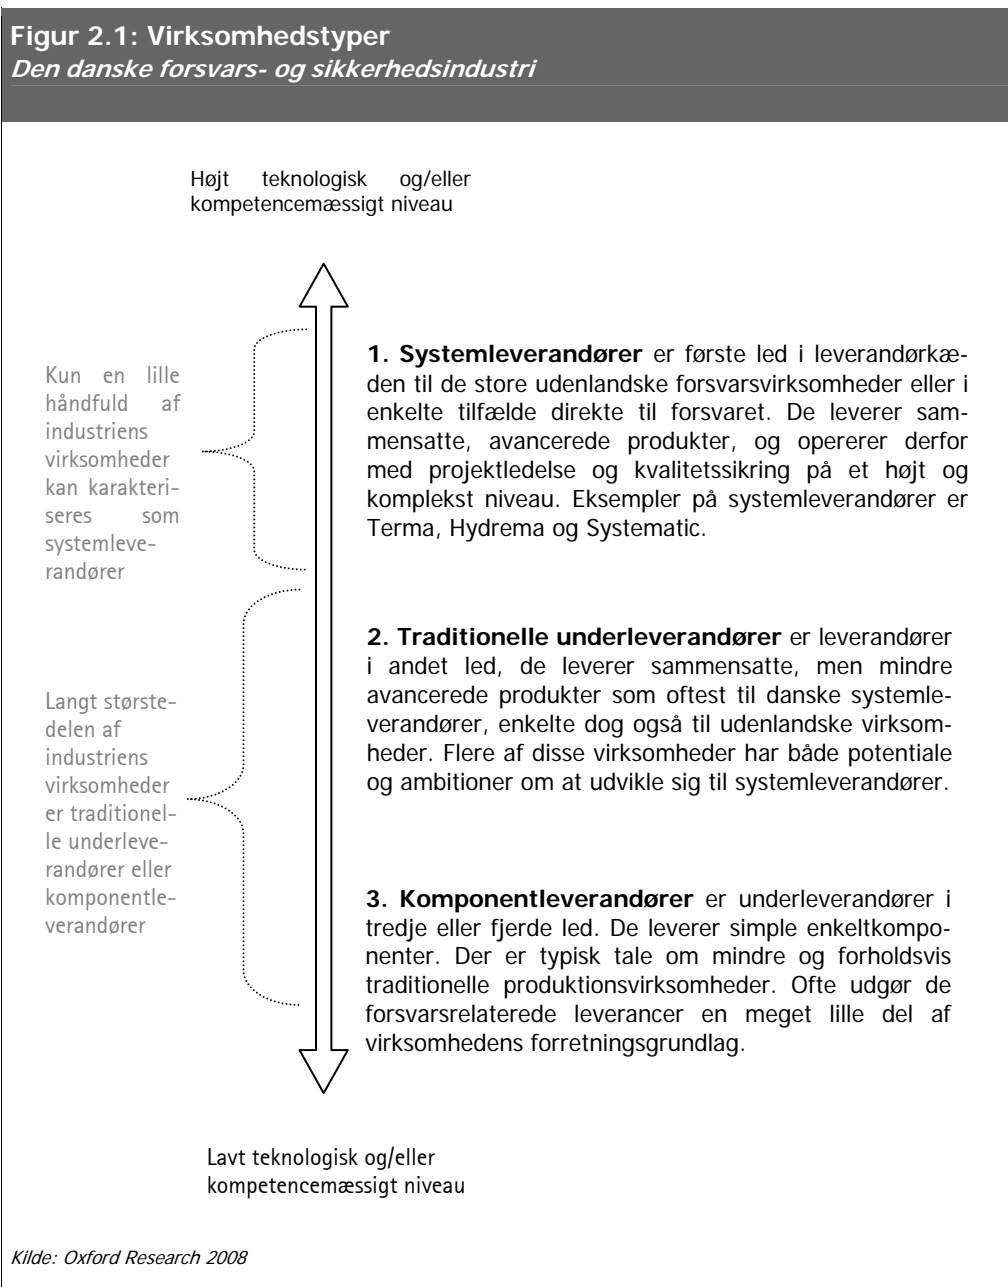 Figur 2.1: Virksomhedstyper
Den danske forsvars- og sikkerhedsindustri
Højt teknologisk og/eller
kompetencemæssigt niveau
Kun en lille
håndfuld af
industriens
virksomheder
kan karakteri-
seres som
systemleve-
randører
1. Systemleverandører er første led i leverandørkæ-
den til de store udenlandske forsvarsvirksomheder eller i
enkelte tilfælde direkte til forsvaret. De leverer sam-
mensatte, avancerede produkter, og opererer derfor
med projektledelse og kvalitetssikring på et højt og
komplekst niveau. Eksempler på systemleverandører er
Terma, Hydrema og Systematic.
Langt største-
delen af
industriens
virksomheder
er traditionel-
le underleve-
randører eller
komponentle-
verandører
2. Traditionelle underleverandører er leverandører
i andet led, de leverer sammensatte, men mindre
avancerede produkter som oftest til danske systemle-
verandører, enkelte dog også til udenlandske virksom-
heder. Flere af disse virksomheder har både potentiale
og ambitioner om at udvikle sig til systemleverandører.
3. Komponentleverandører er underleverandører i
tredje eller fjerde led. De leverer simple enkeltkompo-
nenter. Der er typisk tale om mindre og forholdsvis
traditionelle produktionsvirksomheder. Ofte udgør de
forsvarsrelaterede leverancer en meget lille del af
virksomhedens forretningsgrundlag.
Lavt teknologisk og/eller
kompetencemæssigt niveau
Kilde: Oxford Research 2008